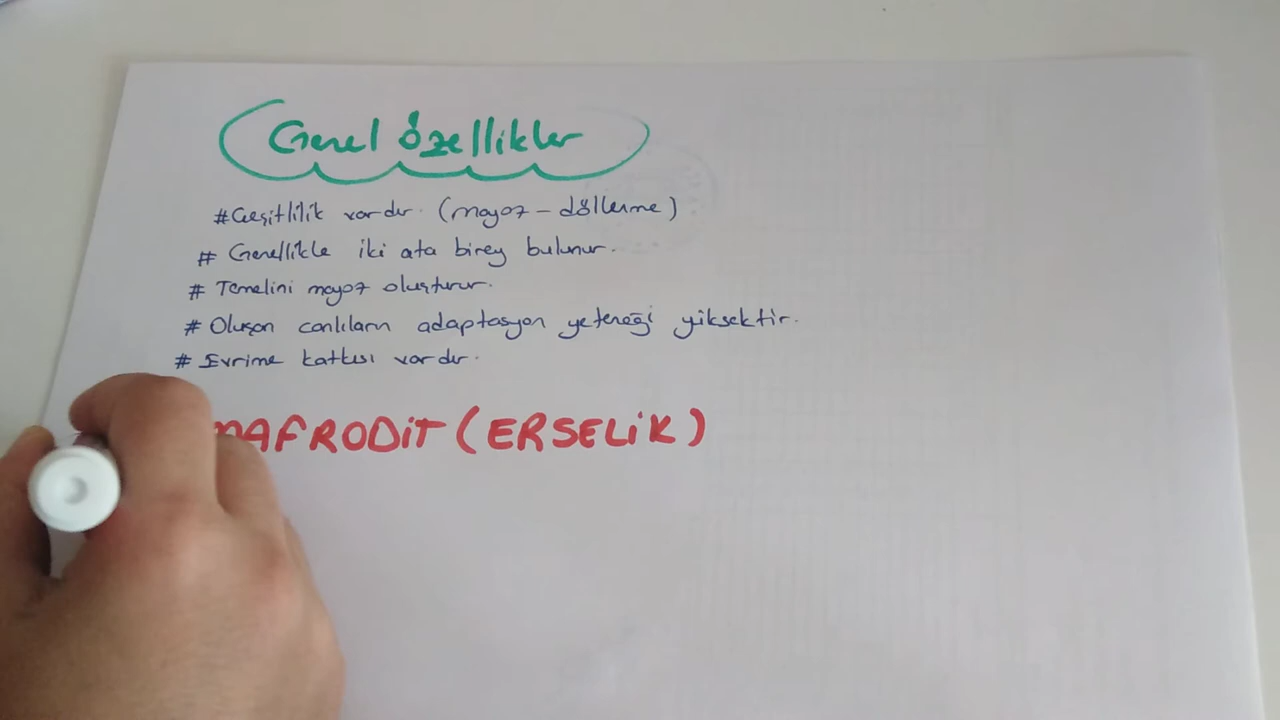 Genel özellikler
# Çeşitlilik vardır. (mayoz - döllenme)
# Genellikle iki ata birey bulunur.
# Temelini mayoz oluşturur.
# Oluşan canlıların adaptasyon yeteneği yüksektir.
# Evrime katkısı vardır.
MAFRODİT (ERSELİK)